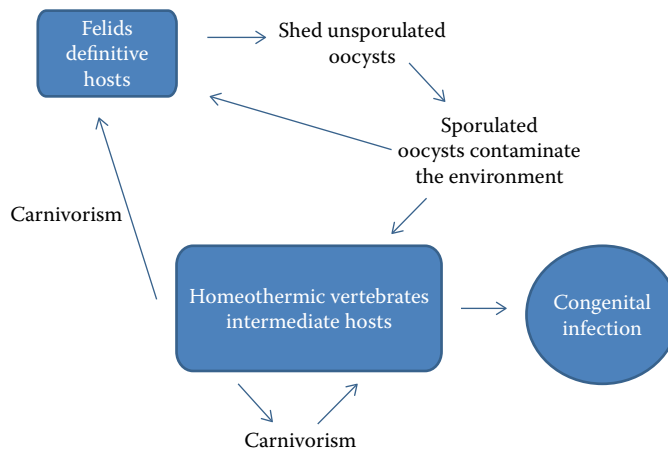 Felids
definitive
hosts
Shed unsporulated
oocysts
Sporulated
oocysts contaminate
the environment
Carnivorism
Homeothermic vertebrates
intermediate hosts
Congenital
infection
Carnivorism